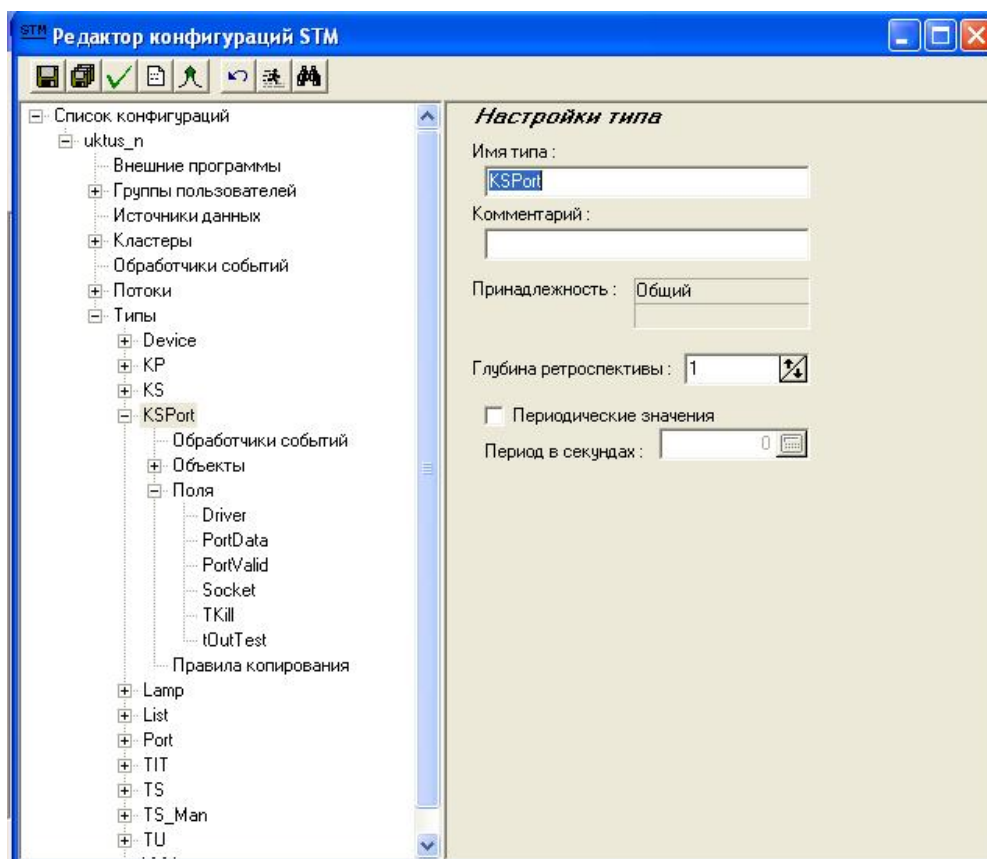 STM Редактор конфигураций STM
Список конфигураций
uktus_n
Внешние программы
Группы пользователей
Источники данных
Кластеры
Обработчики событий
Потоки
Типы
Device
KP
KS
KSPort
Обработчики событий
Объекты
Поля
Driver
PortData
PortValid
Socket
TKill
tOutTest
Правила копирования
Lamp
List
Port
TIT
TS
TS_Man
TU
Настройки типа
Имя типа :
KSPort
Комментарий :
Принадлежность : Общий
Глубина ретроспективы : 1
Периодические значения
Период в секундах : 0